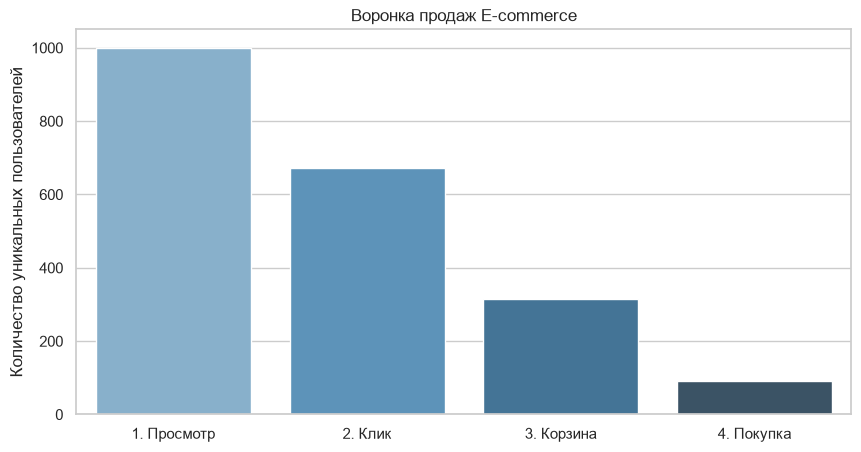 Воронка продаж E-commerce
Количество уникальных пользователей
1000
800
600
400
200
0
1. Просмотр
2. Клик
3. Корзина
4. Покупка